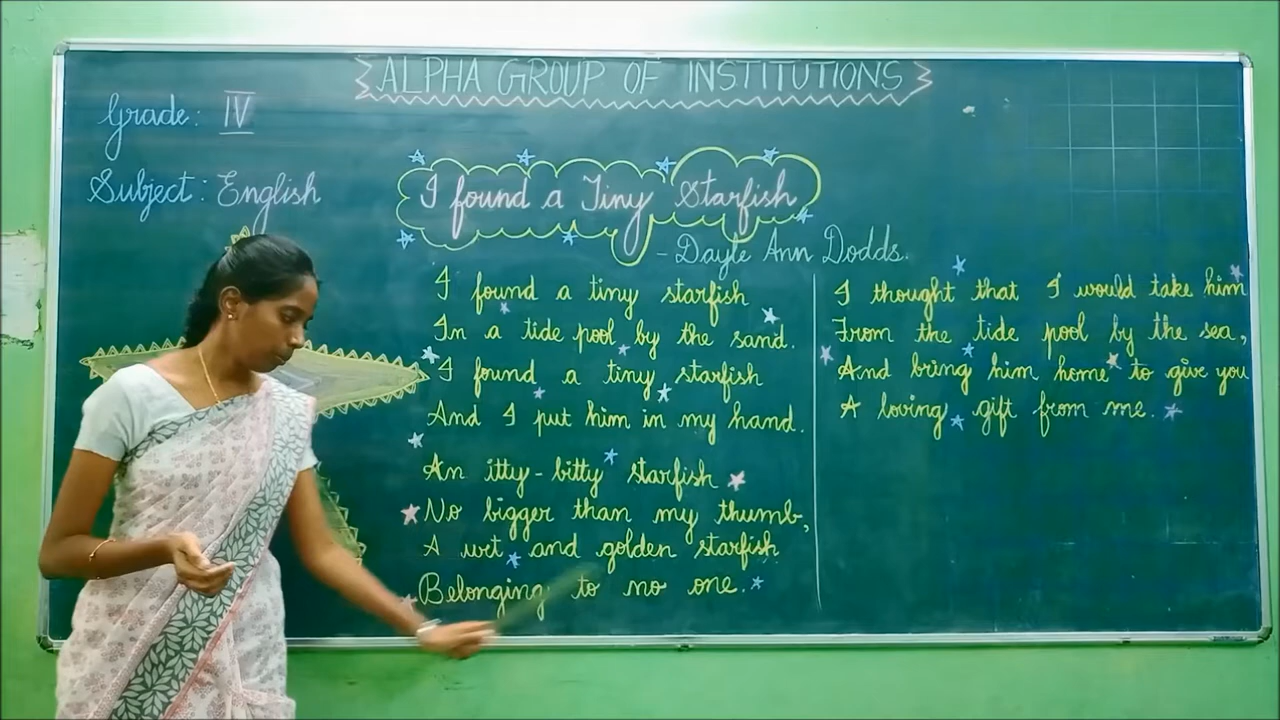 ALPHA GROUP OF INSTITUTIONS
Grade: IV
Subject: English
I found a Tiny Starfish
- Dayle Ann Dodds.
I found a tiny starfish
In a tide pool by the sand.
I found a tiny starfish
And I put him in my hand.
An itty-bitty starfish
No bigger than my thumb,
A wet and golden starfish
Belonging to no one.
I thought that I would take him
From the tide pool by the sea,
And bring him home to give you
A loving gift from me.